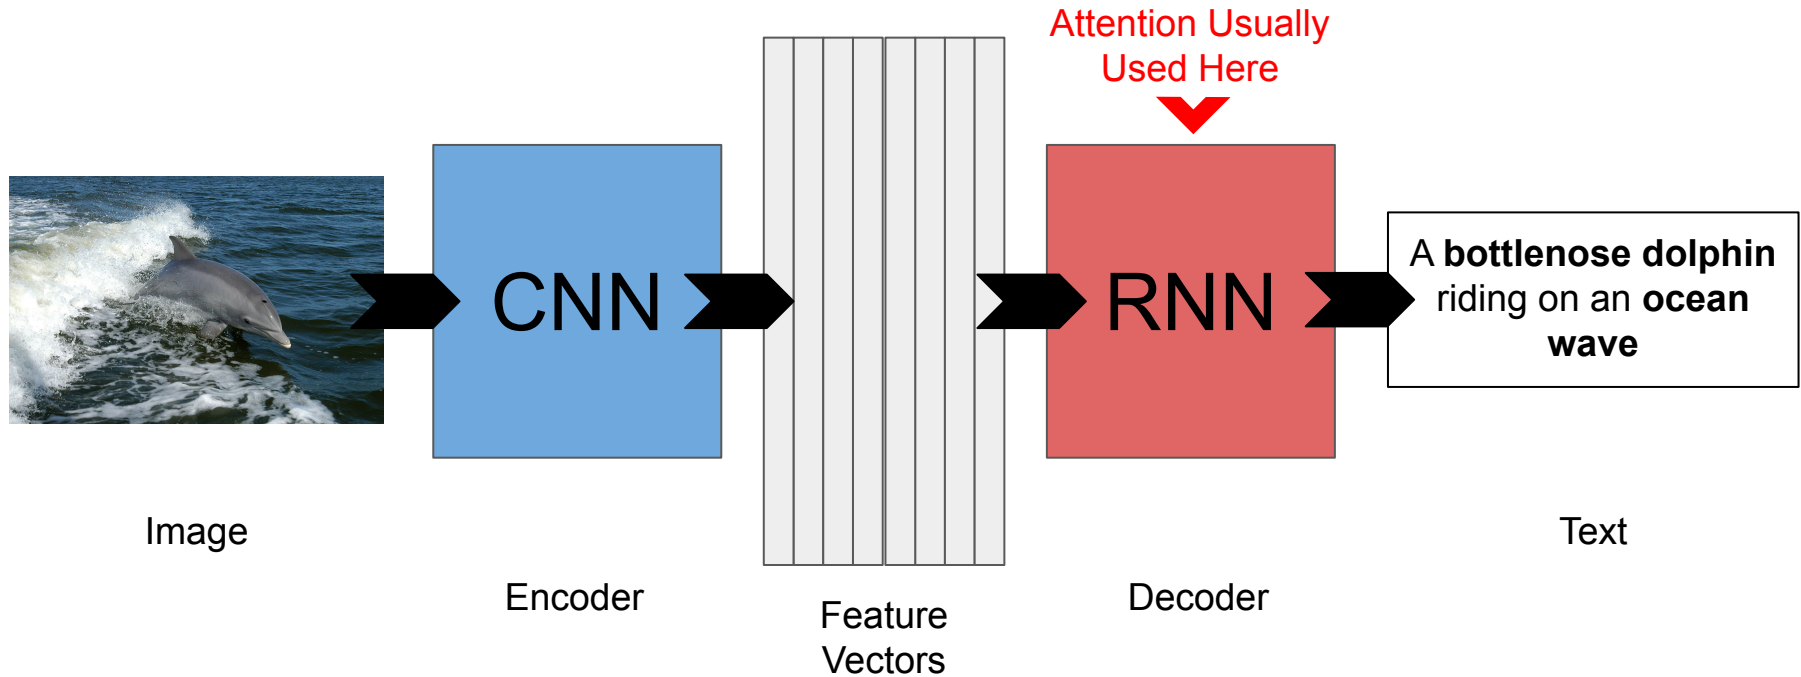 Attention Usually
Used Here
CNN
RNN
A bottlenose dolphin
riding on an ocean
wave
Image
Text
Encoder
Decoder
Feature
Vectors